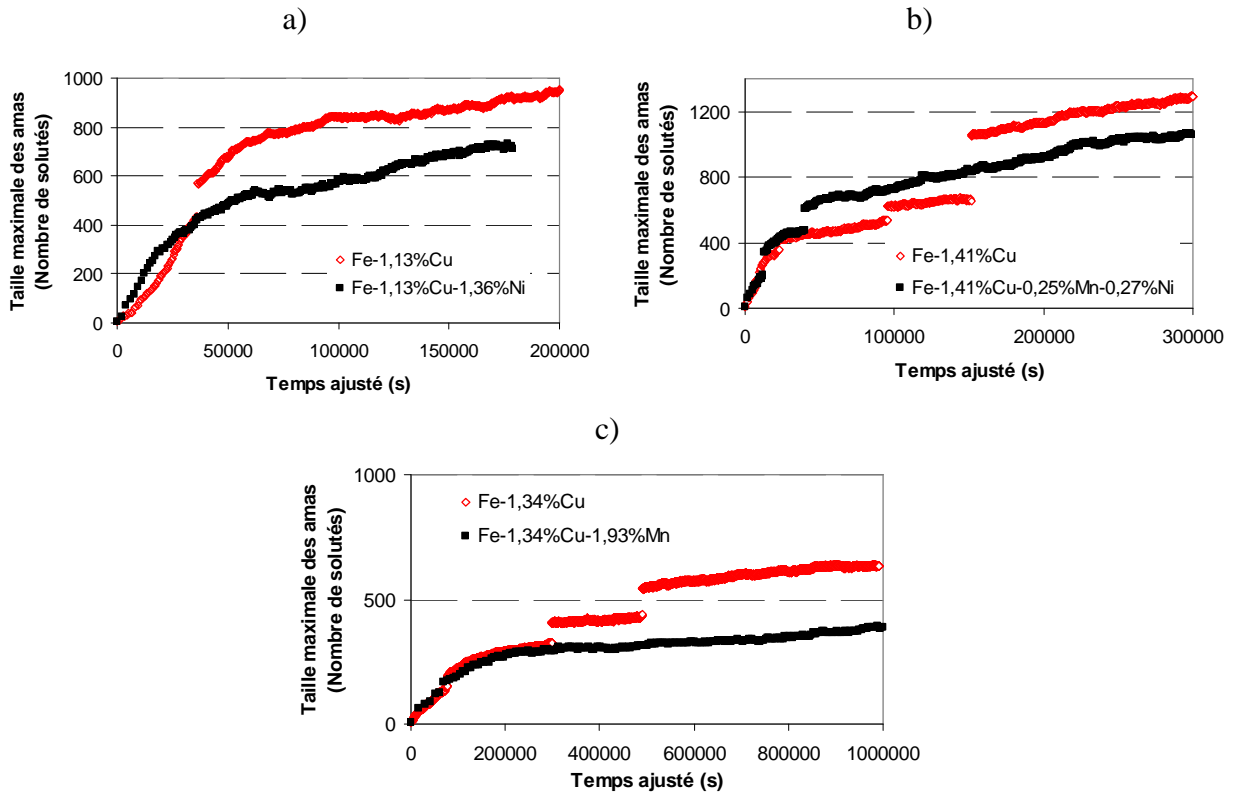 a)
Taille maximale des amas
(Nombre de solutés)
1000
800
600
400
200
0
Fe-1,13%Cu
Fe-1,13%Cu-1,36%Ni
0 50000 100000 150000 200000
Temps ajusté (s)
b)
Taille maximale des amas
(Nombre de solutés)
1200
800
400
0
Fe-1,41%Cu
Fe-1,41%Cu-0,25%Mn-0,27%Ni
0 100000 200000 300000
Temps ajusté (s)
c)
Taille maximale des amas
(Nombre de solutés)
1000
500
0
Fe-1,34%Cu
Fe-1,34%Cu-1,93%Mn
0 200000 400000 600000 800000 1000000
Temps ajusté (s)